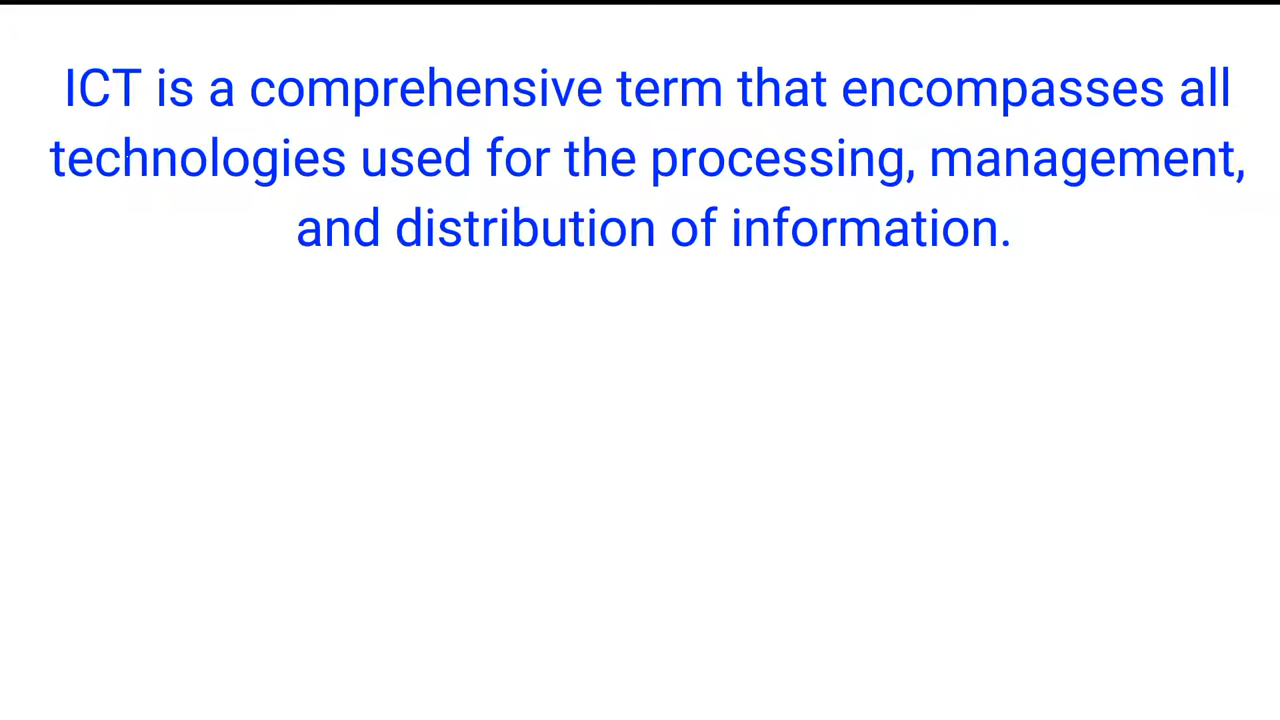 ICT is a comprehensive term that encompasses all
technologies used for the processing, management,
and distribution of information.